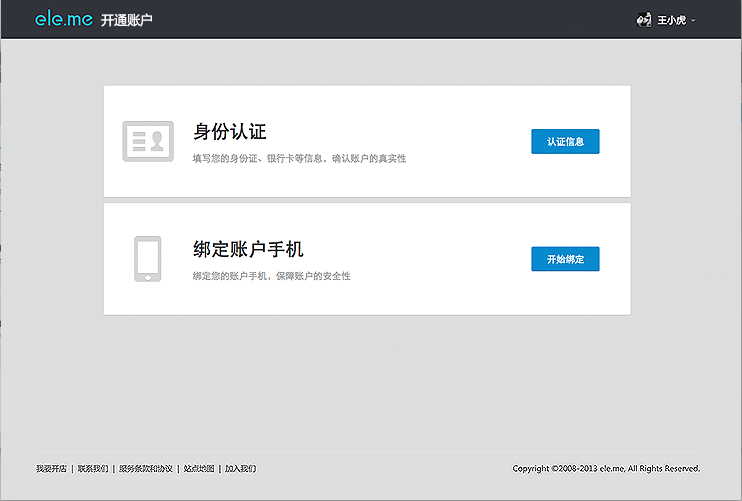 ele.me 开通账户 王小虎
身份认证
填写您的身份证、银行卡等信息，确认账户的真实性
认证信息
绑定账户手机
绑定您的账户手机，保障账户的安全性
开始绑定
我要开店 | 联系我们 | 服务条款和协议 | 站点地图 | 加入我们 Copyright ©2008-2013 ele.me, All Rights Reserved.